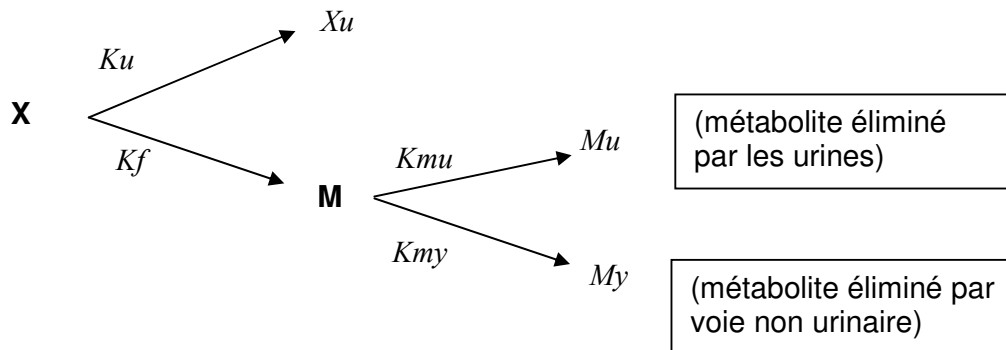 Xu
Ku
X
Kf
M
Kmu
Mu
Kmy
My
(métabolite éliminé
par les urines)
(métabolite éliminé par
voie non urinaire)